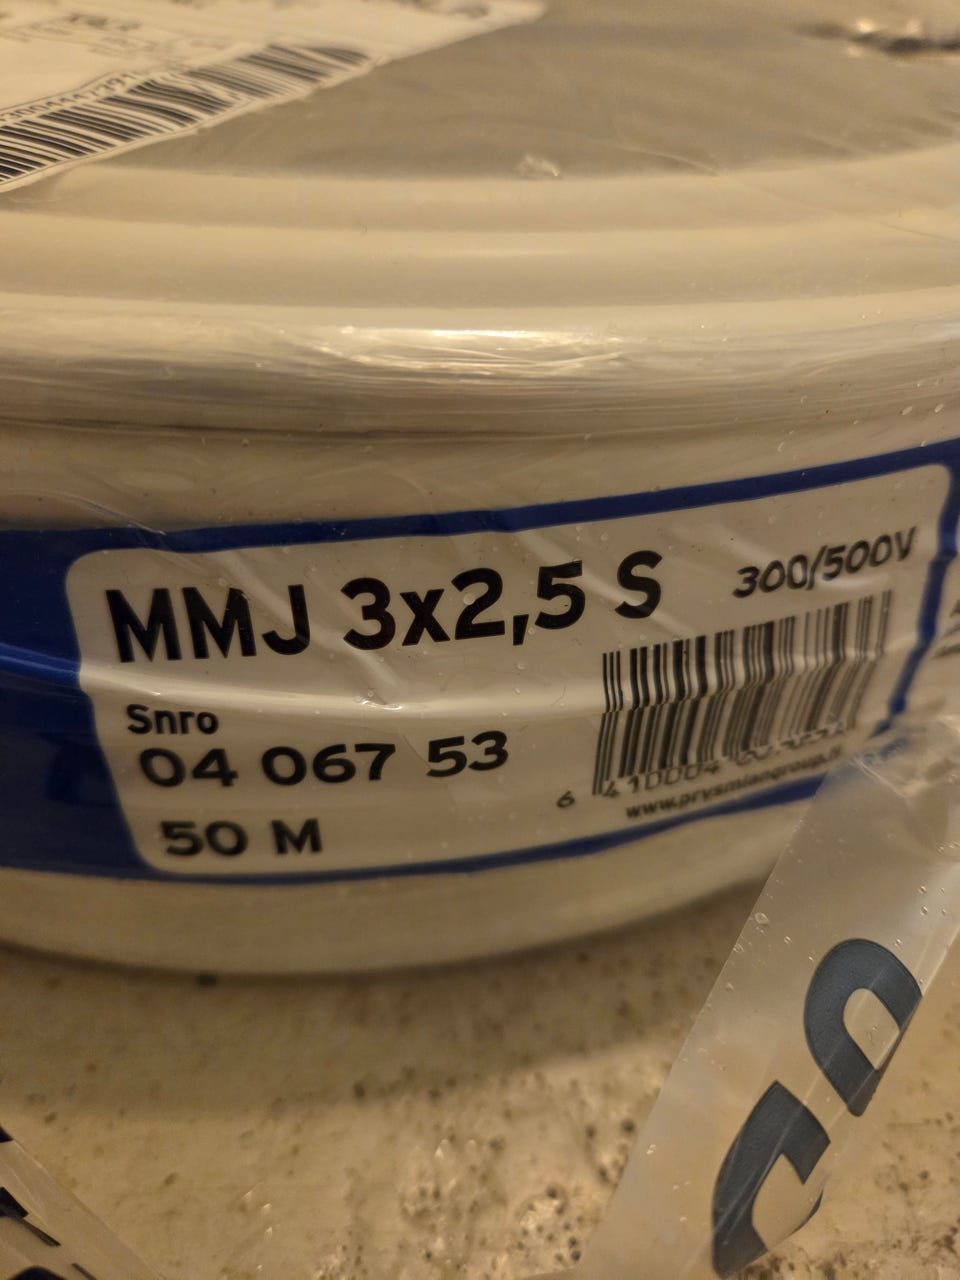 MMJ 3x2,5 S
300/500V
Snro
04 067 53
50 M
www.prysmiangroup.fi